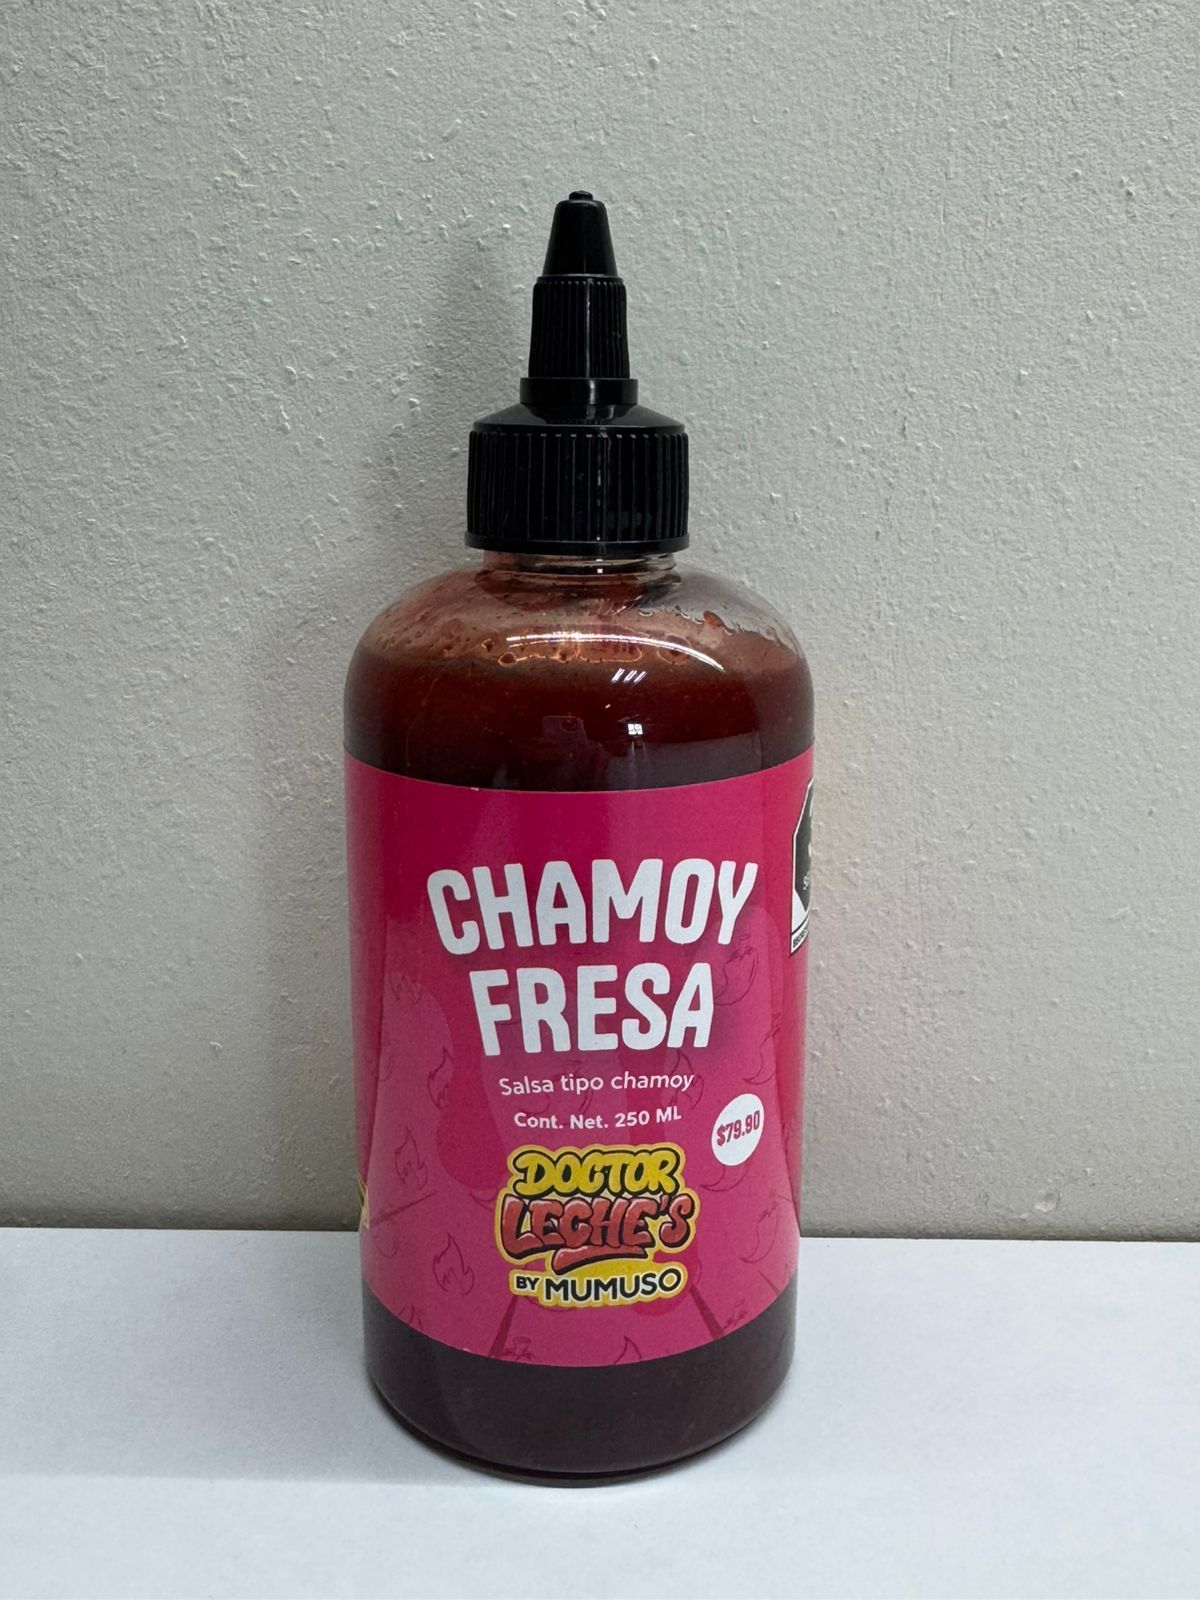 CHAMOY
FRESA
Salsa tipo chamoy
Cont. Net. 250 ML
$79.90
DOCTOR
LECHE'S
BY MUMUSO